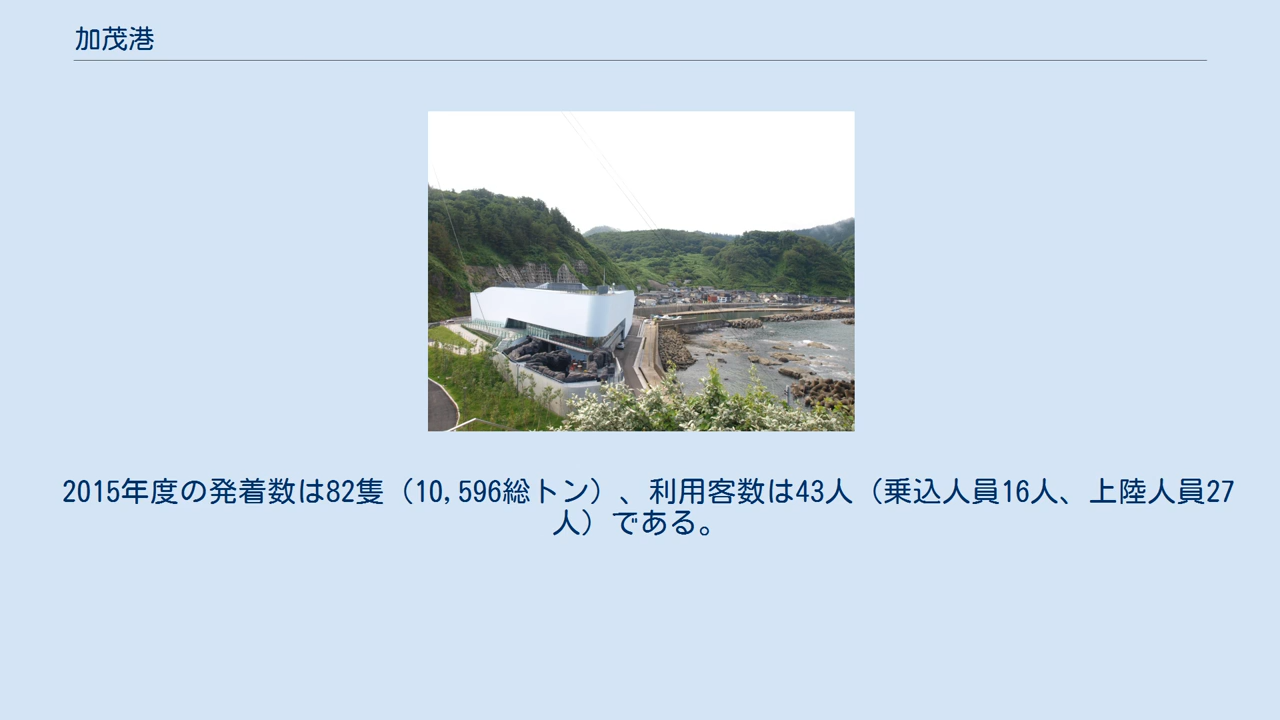 加茂港
2015年度の発着数は82隻（10,596総トン）、利用客数は43人（乗込人員16人、上陸人員27
人）である。